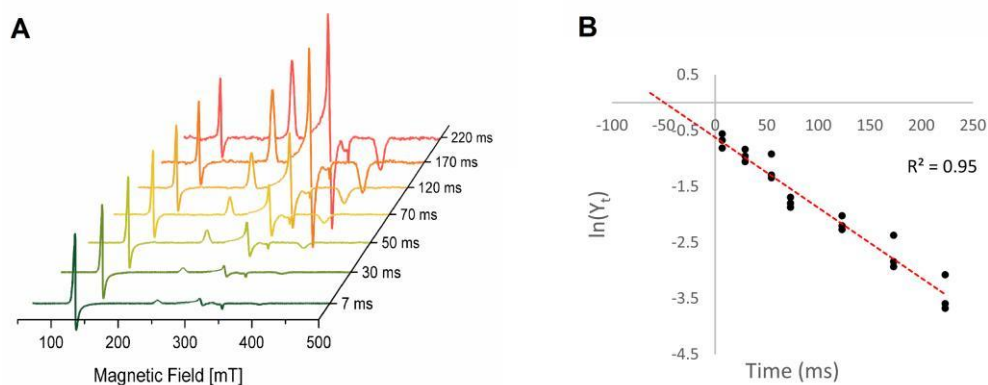 A
220 ms
170 ms
120 ms
70 ms
50 ms
30 ms
7 ms
100 200 300 400 500
Magnetic Field [mT]
B
0.5
-100 -50 0 50 100 150 200 250
-0.5
R² = 0.95
-1.5
-2.5
-3.5
-4.5
ln(Yt)
Time (ms)